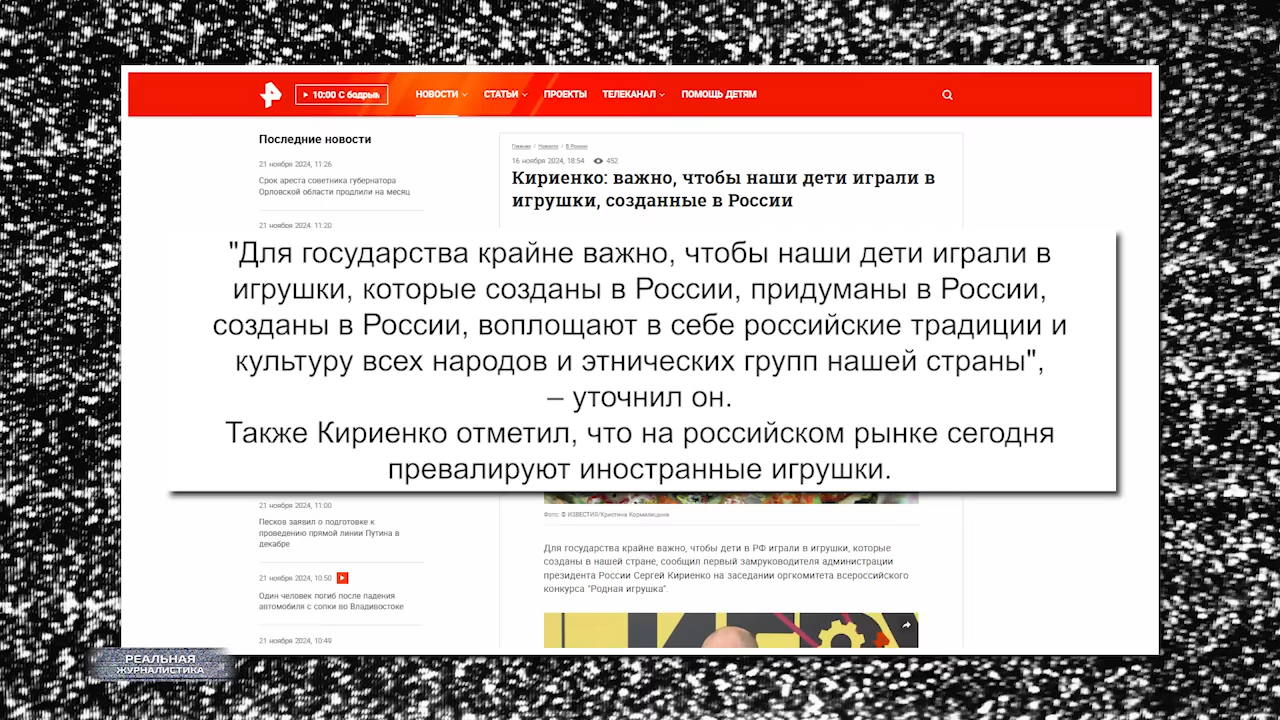 10:00 С бодрым
НОВОСТИ
СТАТЬИ
ПРОЕКТЫ
ТЕЛЕКАНАЛ
ПОМОЩЬ ДЕТЯМ
Последние новости
21 ноября 2024, 11:26
Срок ареста советника губернатора
Орловской области продлили на месяц
21 ноября 2024, 11:20
Главная / Новости / В России
16 ноября 2024, 18:54 452
Кириенко: важно, чтобы наши дети играли в
игрушки, созданные в России
"Для государства крайне важно, чтобы наши дети играли в
игрушки, которые созданы в России, придуманы в России,
созданы в России, воплощают в себе российские традиции и
культуру всех народов и этнических групп нашей страны",
– уточнил он.
Также Кириенко отметил, что на российском рынке сегодня
превалируют иностранные игрушки.
21 ноября 2024, 11:00
Песков заявил о подготовке к
проведению прямой линии Путина в
декабре
21 ноября 2024, 10:50
Один человек погиб после падения
автомобиля с сопки во Владивостоке
21 ноября 2024, 10:49
Фото: © ИЗВЕСТИЯ/Кристина Кормилицына
Для государства крайне важно, чтобы дети в РФ играли в игрушки, которые
созданы в нашей стране, сообщил первый замруководителя администрации
президента России Сергей Кириенко на заседании оргкомитета всероссийского
конкурса "Родная игрушка".
РЕАЛЬНАЯ
ЖУРНАЛИСТИКА